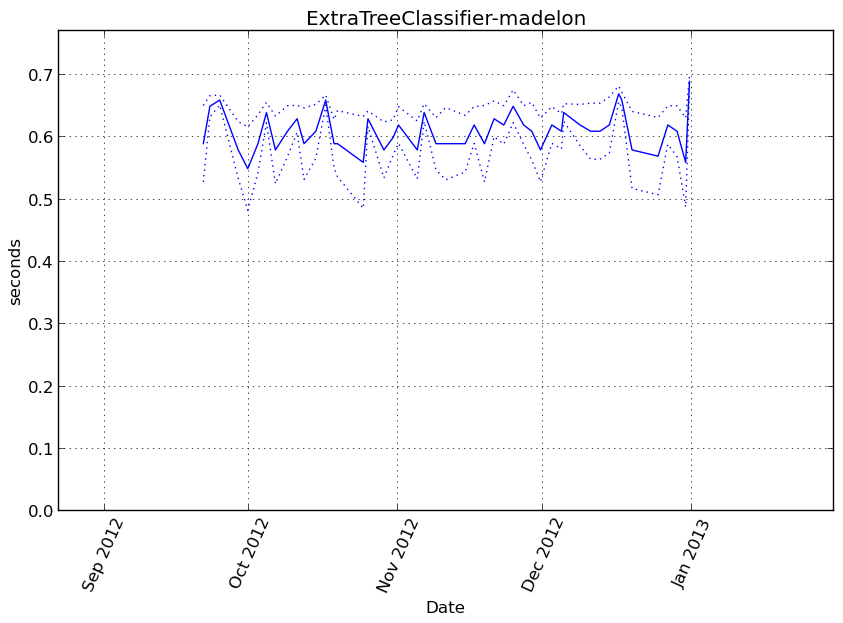 ExtraTreeClassifier-madelon
0.7
0.6
0.5
0.4
0.3
0.2
0.1
0.0
seconds
Sep 2012
Oct 2012
Nov 2012
Dec 2012
Jan 2013
Date